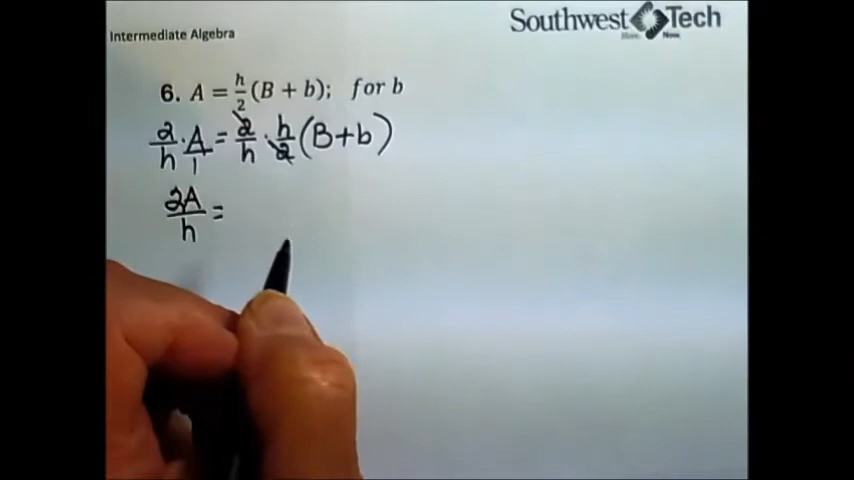 Intermediate Algebra
Southwest Tech
6. A = h/2 (B + b); for b
2/h · A/1 = 2/h · h/2 (B+b)
2A/h =